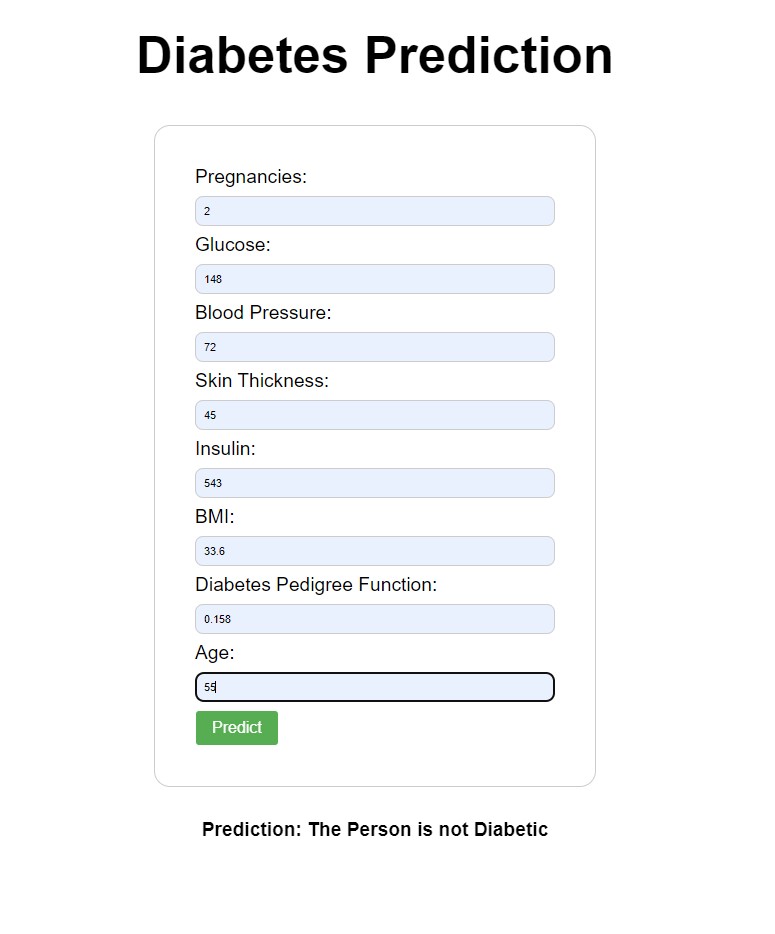 Diabetes Prediction
Pregnancies:
2
Glucose:
148
Blood Pressure:
72
Skin Thickness:
45
Insulin:
543
BMI:
33.6
Diabetes Pedigree Function:
0.158
Age:
55
Predict
Prediction: The Person is not Diabetic